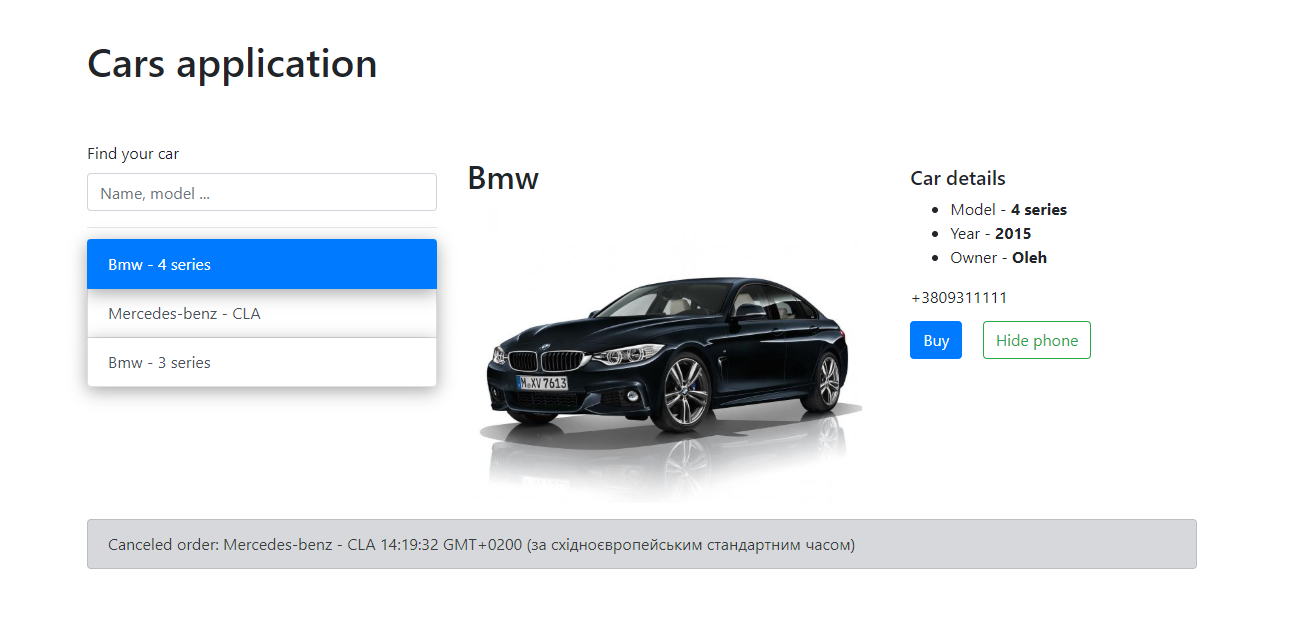 Cars application
Find your car
Name, model ...
Bmw - 4 series
Mercedes-benz - CLA
Bmw - 3 series
Bmw
M XV 7613
Car details
Model - 4 series
Year - 2015
Owner - Oleh
+3809311111
Buy
Hide phone
Canceled order: Mercedes-benz - CLA 14:19:32 GMT+0200 (за східноєвропейським стандартним часом)